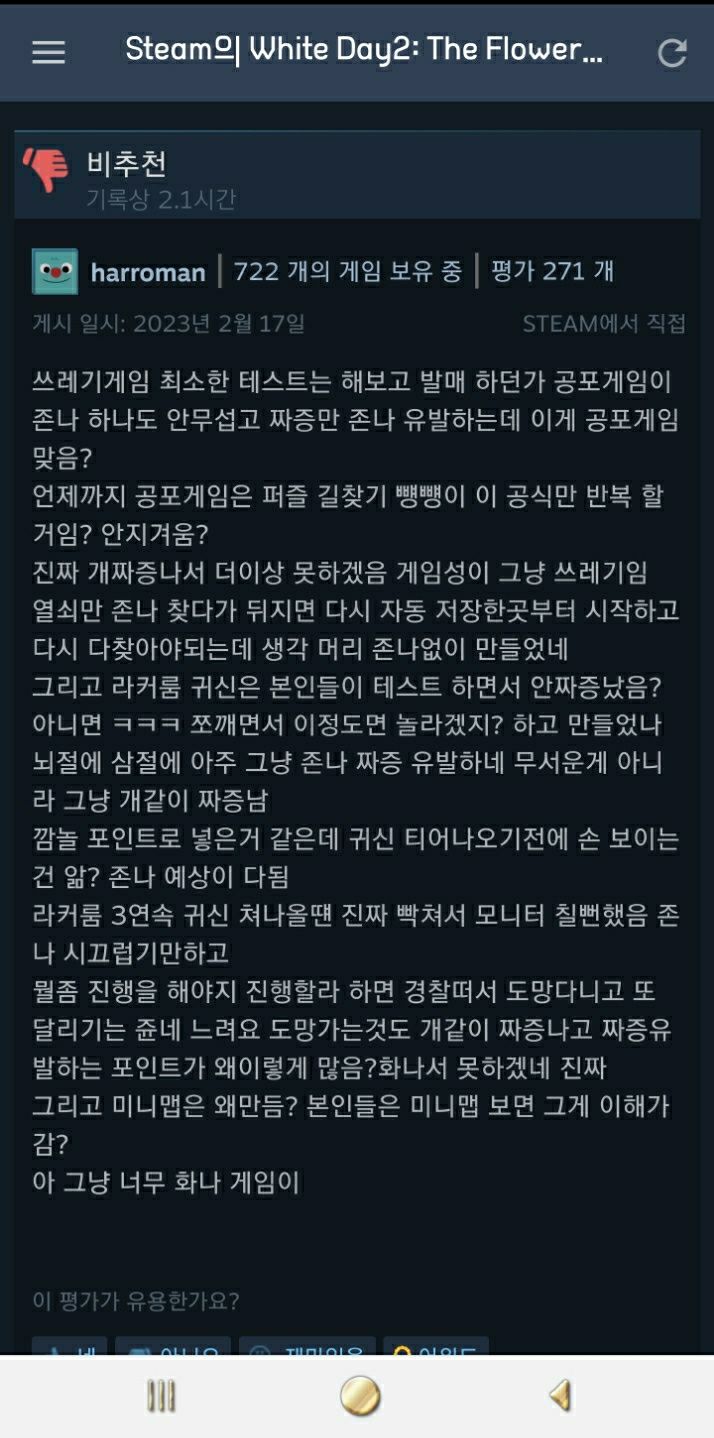 Steam의 White Day2: The Flower...
비추천
기록상 2.1시간
harroman | 722 개의 게임 보유 중 | 평가 271 개
게시 일시: 2023년 2월 17일 STEAM에서 직접
쓰레기게임 최소한 테스트는 해보고 발매 하던가 공포게임이
존나 하나도 안무섭고 짜증만 존나 유발하는데 이게 공포게임
맞음?
언제까지 공포게임은 퍼즐 길찾기 뺑뺑이 이 공식만 반복 할
거임? 안지겨움?
진짜 개짜증나서 더이상 못하겠음 게임성이 그냥 쓰레기임
열쇠만 존나 찾다가 뒤지면 다시 자동 저장한곳부터 시작하고
다시 다찾아야되는데 생각 머리 존나없이 만들었네
그리고 라커룸 귀신은 본인들이 테스트 하면서 안짜증났음?
아니면 ㅋㅋㅋ 쪼깨면서 이정도면 놀라겠지? 하고 만들었나
뇌절에 삼절에 아주 그냥 존나 짜증 유발하네 무서운게 아니
라 그냥 개같이 짜증남
깜놀 포인트로 넣은거 같은데 귀신 티어나오기전에 손 보이는
건 앎? 존나 예상이 다됨
라커룸 3연속 귀신 쳐나올땐 진짜 빡쳐서 모니터 칠뻔했음 존
나 시끄럽기만하고
뭘좀 진행을 해야지 진행할라 하면 경찰떠서 도망다니고 또
달리기는 쥰네 느려요 도망가는것도 개같이 짜증나고 짜증유
발하는 포인트가 왜이렇게 많음?화나서 못하겠네 진짜
그리고 미니맵은 왜만듬? 본인들은 미니맵 보면 그게 이해가
감?
아 그냥 너무 화나 게임이
이 평가가 유용한가요?
네 아니요 재미있음 어워드